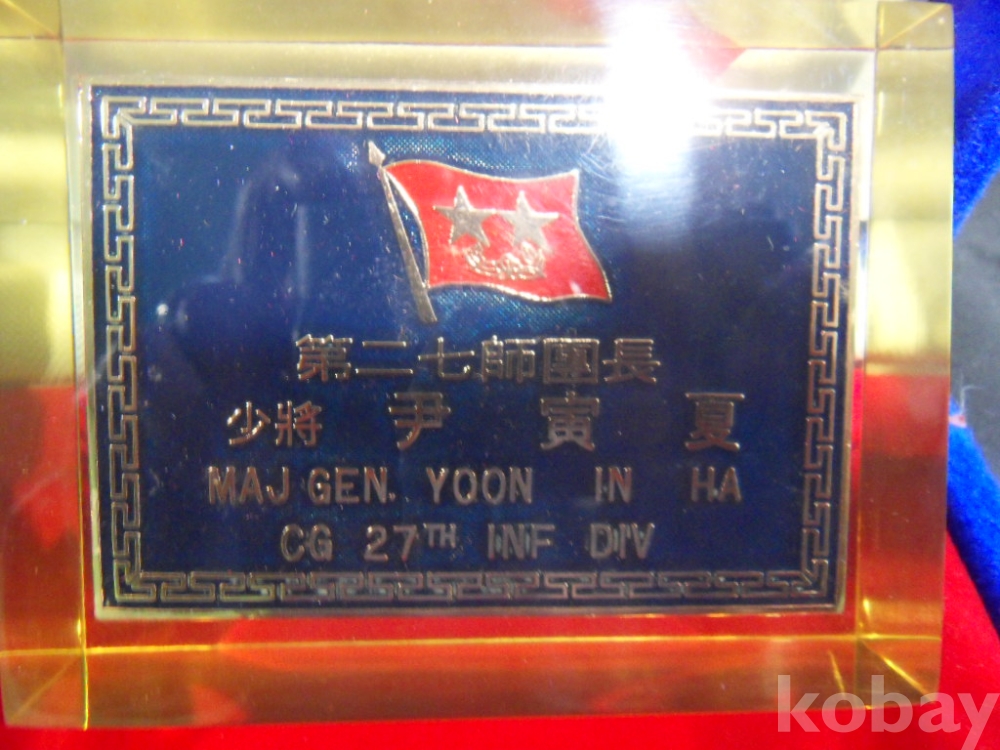 第二七師團長
少將 尹 寅 夏
MAJ GEN. YOON IN HA
CG 27TH INF DIV
kobay